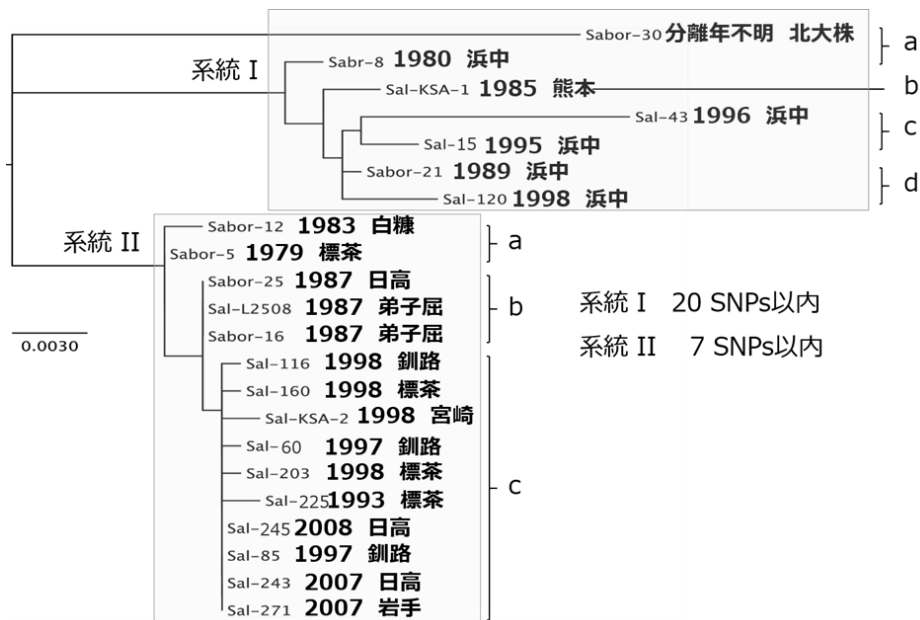 Sabor-30 分離年不明 北大株
a
系統 I
Sabr-8 1980 浜中
Sal-KSA-1 1985 熊本
b
Sal-43 1996 浜中
c
Sal-15 1995 浜中
Sabor-21 1989 浜中
d
Sal-120 1998 浜中
系統 II
Sabor-12 1983 白糠
a
Sabor-5 1979 標茶
Sabor-25 1987 日高
Sal-L2508 1987 弟子屈
b
Sabor-16 1987 弟子屈
系統 I 20 SNPs以内
系統 II 7 SNPs以内
0.0030
Sal-116 1998 釧路
Sal-160 1998 標茶
Sal-KSA-2 1998 宮崎
Sal-60 1997 釧路
Sal-203 1998 標茶
c
Sal-225 1993 標茶
Sal-245 2008 日高
Sal-85 1997 釧路
Sal-243 2007 日高
Sal-271 2007 岩手